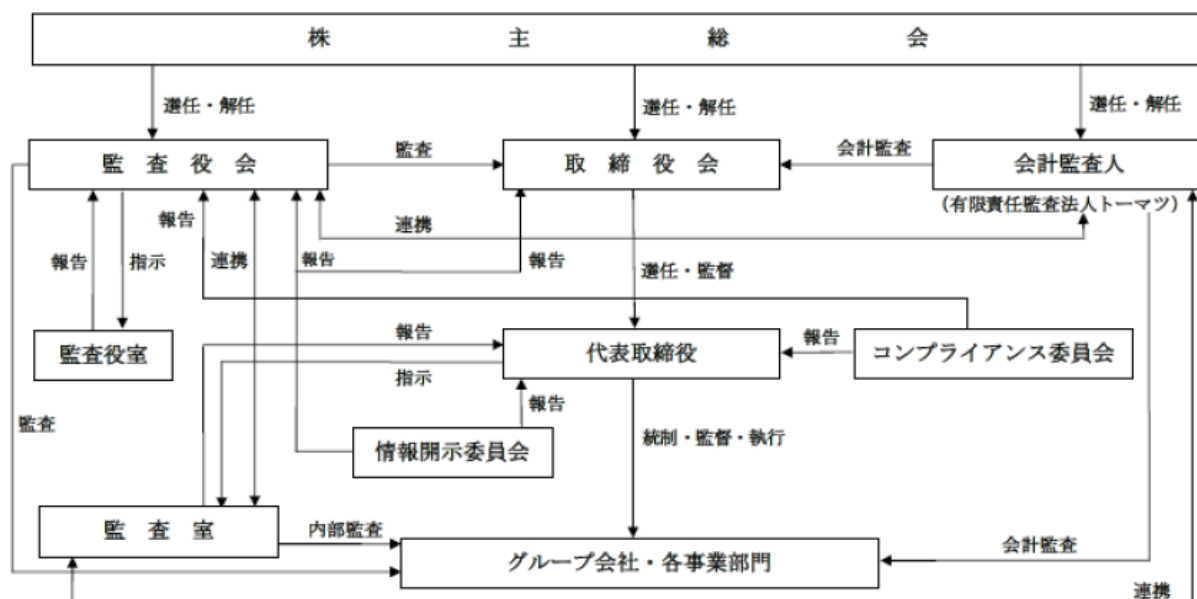 株主総会
選任・解任
選任・解任
選任・解任
監査役会
監査
取締役会
会計監査
会計監査人
(有限責任監査法人トーマツ)
報告
連携
報告
指示
連携
報告
報告
選任・監督
監査役室
報告
代表取締役
報告
コンプライアンス委員会
指示
監査
報告
情報開示委員会
統制・監督・執行
監査室
内部監査
グループ会社・各事業部門
会計監査
連携